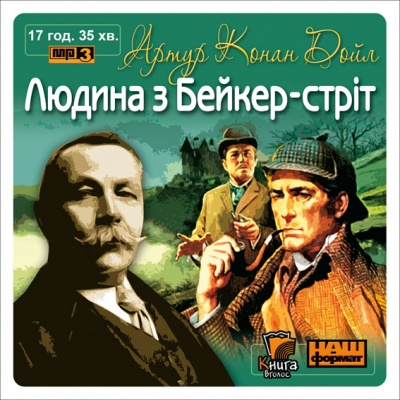 17 год. 35 хв.
mp3
Артур Конан Дойл
Людина з Бейкер-стріт
Книга
Вголос
НАШ
формат